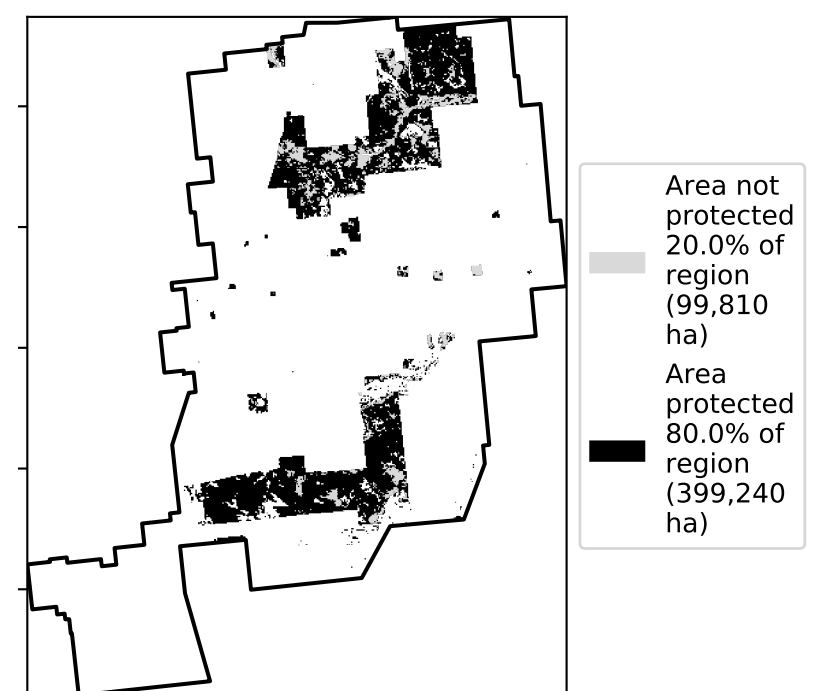 Area not
protected
20.0% of
region
(99,810
ha)
Area
protected
80.0% of
region
(399,240
ha)